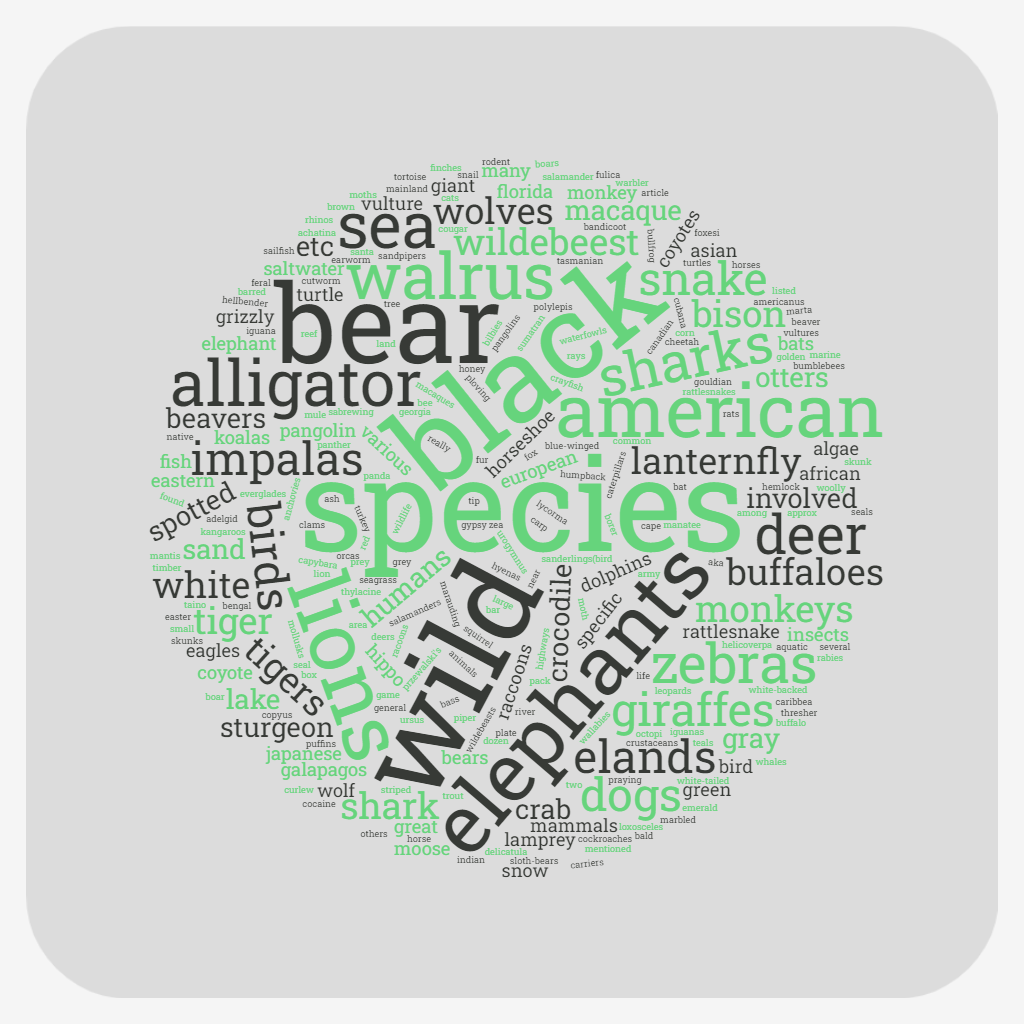 rodent
finches
boars
snail
many
tortoise
salamander
fulica
warbler
mainland
giant
florida
monkey
article
moths
cats
vulture
brown
wolves
macaque
rhinos
cougar
bandicoot
coyotes
foxesi
achatina
sea
wildebeest
bullfrog
asian
sailfish
etc
santa
earworm
sandpipers
tasmanian
turtles
horses
saltwater
walrus
snake
feral
cutworm
listed
barred
turtle
hellbender
tree
polylepis
black
cubana
bison
americanus
marta
beaver
grizzly
bear
bilbies
pangolins
sumatran
waterfowls
canadian
corn
vultures
iguana
reef
elephant
land
cheetah
bats
rays
sharks
golden
marine
bumblebees
honey
ploving
crayfish
alligator
macaques
gouldian
otters
rattlesnakes
bee
georgia
american
beavers
mule
sabrewing
rats
native
koalas
pangolin
various
really
horseshoe
common
panther
blue-winged
algae
fish
impalas
fur
fox
european
humpback
caterpillars
lanternfly
skunk
eastern
panda
african
spotted
found
everglades
anchovies
species
bat
hemlock
woolly
involved
adelgid
ash
tip
lycorma
borer
among
approx
kangaroos
birds
clams
turkey
wildlife
gypsy
zea
carp
cape
manatee
deer
mantis
sand
red
urogymnus
orcas
prey
grey
sanderlings(bird
aka
timber
capybara
lion
hyenas
near
dolphins
army
buffaloes
white
seagrass
thylacine
humans
marauding
wild
large
bar
crocodile
moth
specific
monkeys
taino
bengal
easter
tiger
area
salamanders
small
lions
mollusks
deers
racoons
squirrel
highways
rattlesnake
insects
helicoverpa
aquatic
several
skunks
eagles
tigers
hippo
przewalski's
animals
raccoons
elephants
zebras
rabies
coyote
seal
box
life
pack
boar
lake
game
bass
leopards
white-backed
general
river
giraffes
caribbea
thresher
copyus
ursus
piper
wildebeasts
wallabies
buffalo
sturgeon
plate
octopi
iguanas
puffins
dozen
crustaceans
teals
gray
japanese
bears
elands
bird
whales
galapagos
praying
white-tailed
curlew
wolf
striped
trout
two
dogs
green
cocaine
shark
crab
emerald
marbled
others
great
mammals
loxosceles
horse
lamprey
cockroaches
bald
moose
delicatula
mentioned
indian
sloth-bears
carriers
snow
seals